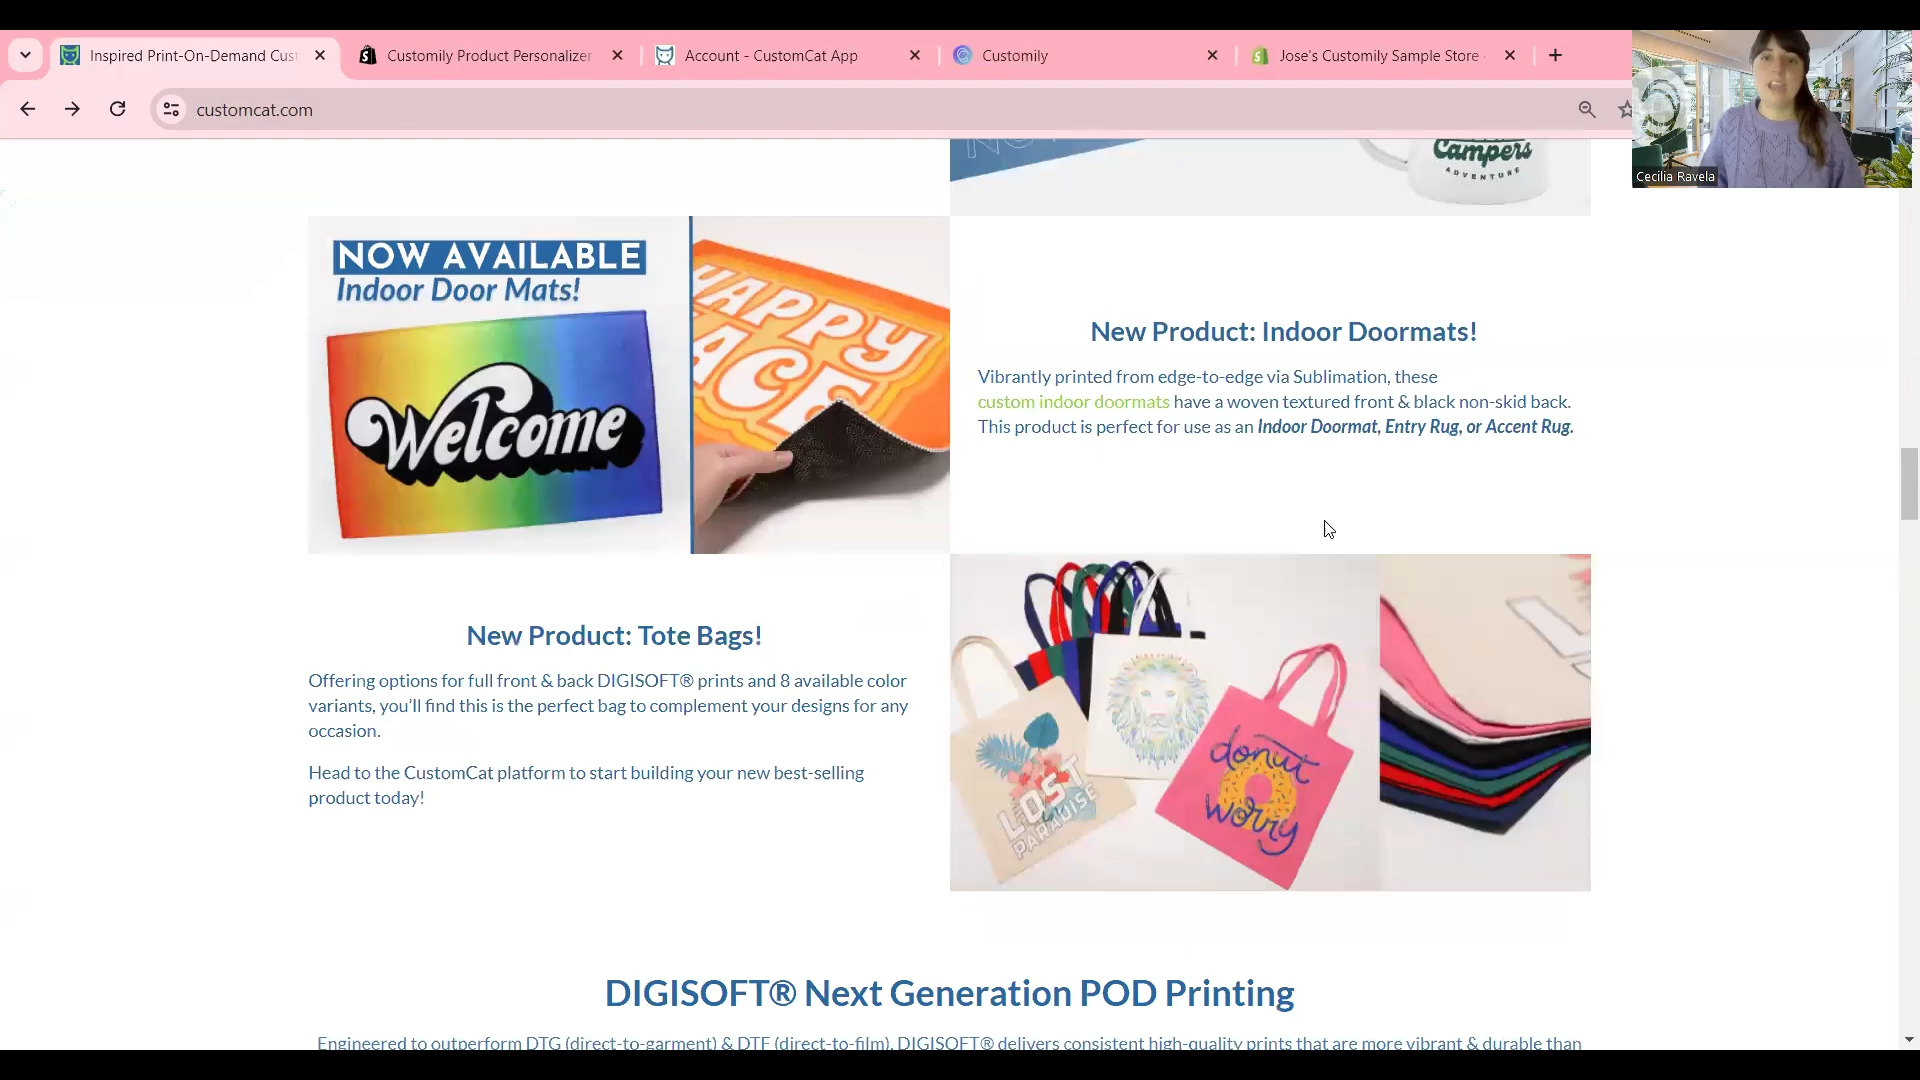 Inspired Print-On-Demand Cust
Customily Product Personalizer
Account - CustomCat App
Customily
Jose's Customily Sample Store
customcat.com
Cecilia Ravela
Campers
ADVENTURE
NOW AVAILABLE
Indoor Door Mats!
Welcome
HAPPY
New Product: Indoor Doormats!
Vibrantly printed from edge-to-edge via Sublimation, these
custom indoor doormats have a woven textured front & black non-skid back.
This product is perfect for use as an Indoor Doormat, Entry Rug, or Accent Rug.
New Product: Tote Bags!
Offering options for full front & back DIGISOFT® prints and 8 available color
variants, you'll find this is the perfect bag to complement your designs for any
occasion.
Head to the CustomCat platform to start building your new best-selling
product today!
LOST
PARADISE
donut
worry
DIGISOFT® Next Generation POD Printing
Engineered to outperform DTG (direct-to-garment) & DTF (direct-to-film), DIGISOFT® delivers consistent high-quality prints that are more vibrant & durable than